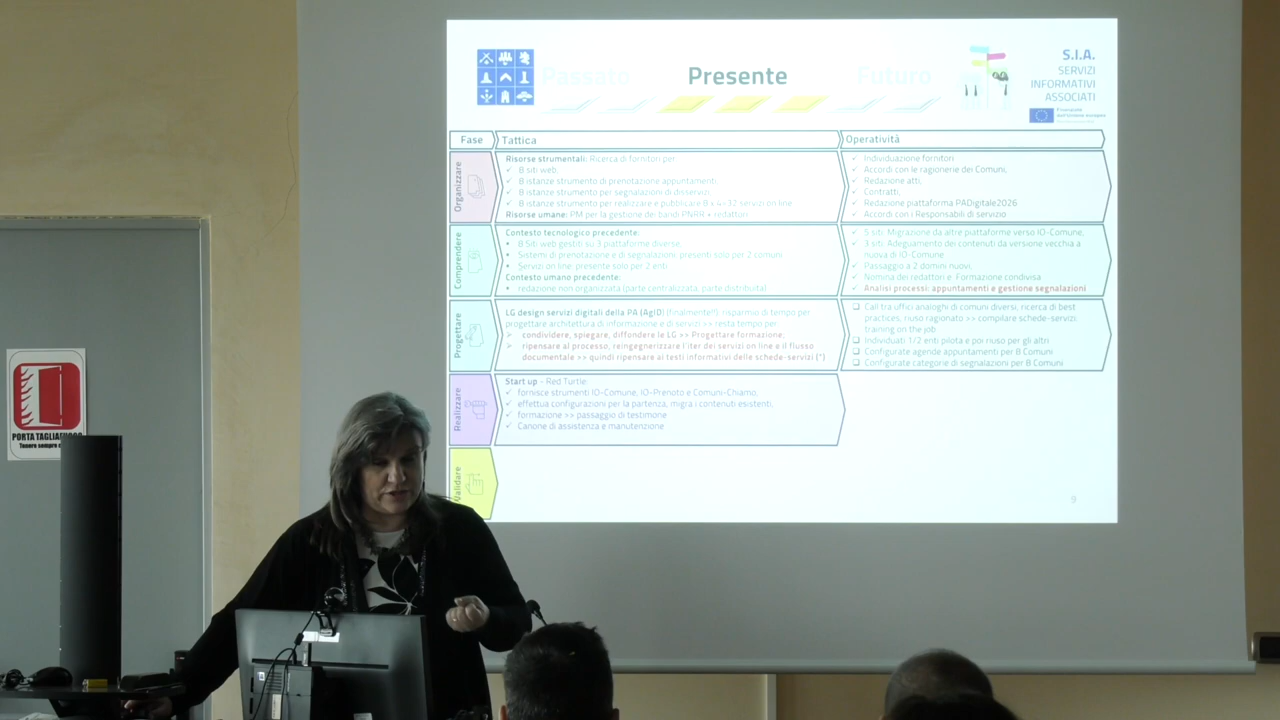 Passato
Presente
Futuro
S.I.A.
SERVIZI
INFORMATIVI
ASSOCIATI
Fase
Tattica
Operatività
Organizzare
Risorse strumentali: Ricerca di fornitori per
✓ 8 siti web,
✓ 8 istanze strumento di prenotazione appuntamenti
✓ 8 istanze strumento per segnalazioni di disservizi
✓ 8 istanze strumento per realizzare e pubblicare 8 x 4=32 servizi on line
Risorse umane: PM per la gestione dei bandi PNRR + redattori
✓ Individuazione fornitori
✓ Accordi con le ragionerie dei Comuni,
✓ Redazione atti,
✓ Contratti,
✓ Redazione piattaforma PADigitale2026
✓ Accordi con i Responsabili di servizio
Comprendere
Contesto tecnologico precedente:
• 8 Siti web gestiti su 3 piattaforme diverse,
• Sistemi di prenotazione e di segnalazioni: presenti solo per 2 comuni
• Servizi on line: presente solo per 2 enti
Contesto umano precedente:
• redazione non organizzata (parte centralizzata, parte distribuita)
✓ 5 siti: Migrazione da altre piattaforme verso IO-Comune,
✓ 3 siti: Adeguamento dei contenuti da versione vecchia a
nuova di IO-Comune
✓ Passaggio a 2 domini nuovi,
✓ Nomina dei redattori e Formazione condivisa
✓ Analisi processi: appuntamenti e gestione segnalazioni
Progettare
LG design servizi digitali della PA (AgID) (finalmente!!): risparmio di tempo per
progettare architettura di informazione e di servizi >> resta tempo per:
➢ condividere, spiegare, diffondere le LG >> Progettare formazione,
➢ ripensare al processo, reingegnerizzare l'iter dei servizi on line e il flusso
documentale >> quindi ripensare ai testi informativi delle schede-servizi (*)
❑ Call tra uffici analoghi di comuni diversi, ricerca di best
practices, riuso ragionato >> compilare schede-servizi:
training on the job
❑ Individuati 1/2 enti pilota e poi riuso per gli altri
❑ Configurate agende appuntamenti per 8 Comuni
❑ Configurate categorie di segnalazioni per 8 Comuni
Realizzare
Start up - Red Turtle:
✓ fornisce strumenti IO-Comune, IO-Prenoto e Comuni-Chiamo,
✓ effettua configurazioni per la partenza, migra i contenuti esistenti,
✓ formazione >> passaggio di testimone
✓ Canone di assistenza e manutenzione
Validare
9
PORTA TAGLIAFUOCO
Tenere sempre